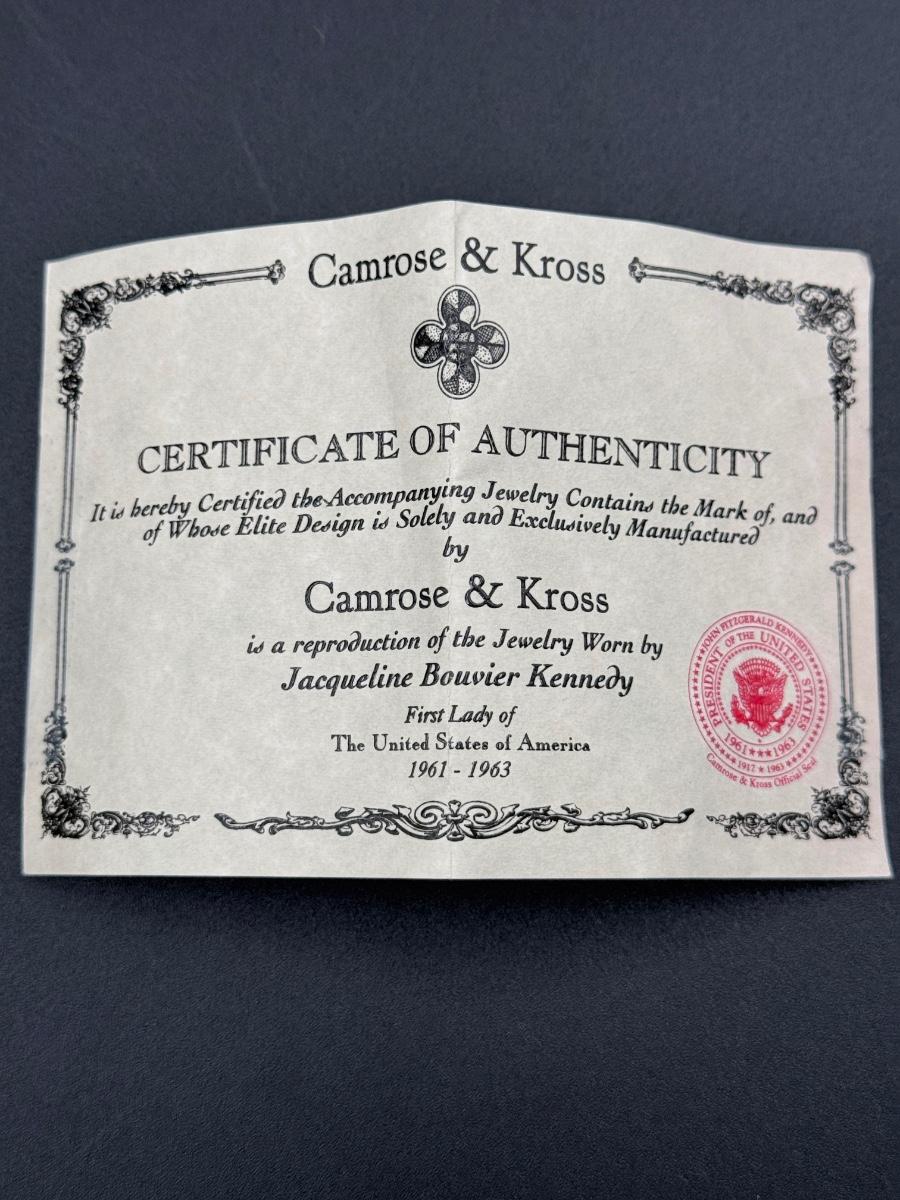 Camrose & Kross
CERTIFICATE OF AUTHENTICITY
It is hereby Certified the Accompanying Jewelry Contains the Mark of, and
of Whose Elite Design is Solely and Exclusively Manufactured
by
Camrose & Kross
is a reproduction of the Jewelry Worn by
Jacqueline Bouvier Kennedy
First Lady of
The United States of America
1961 - 1963
JOHN FITZGERALD KENNEDY
PRESIDENT OF THE UNITED STATES
1961★★★1963
1917 ★ 1963
Camrose & Kross Official Seal